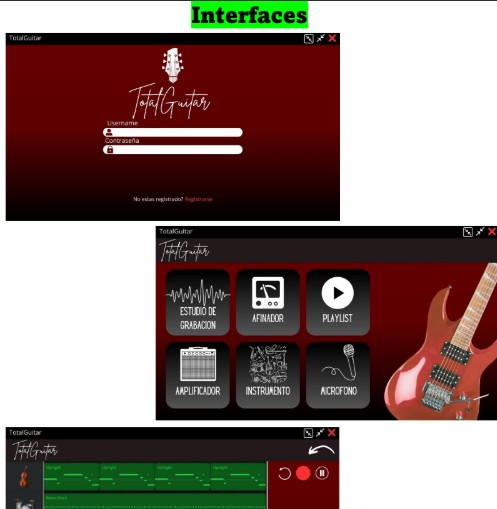 Interfaces
TotalGuitar
TotalGuitar
Username
Contraseña
No estas registrado? Registrarse
TotalGuitar
TotalGuitar
ESTUDIO DE
GRABACION
AFINADOR
PLAYLIST
AMPLIFICADOR
INSTRUMENTO
MICROFONO
TotalGuitar
TotalGuitar